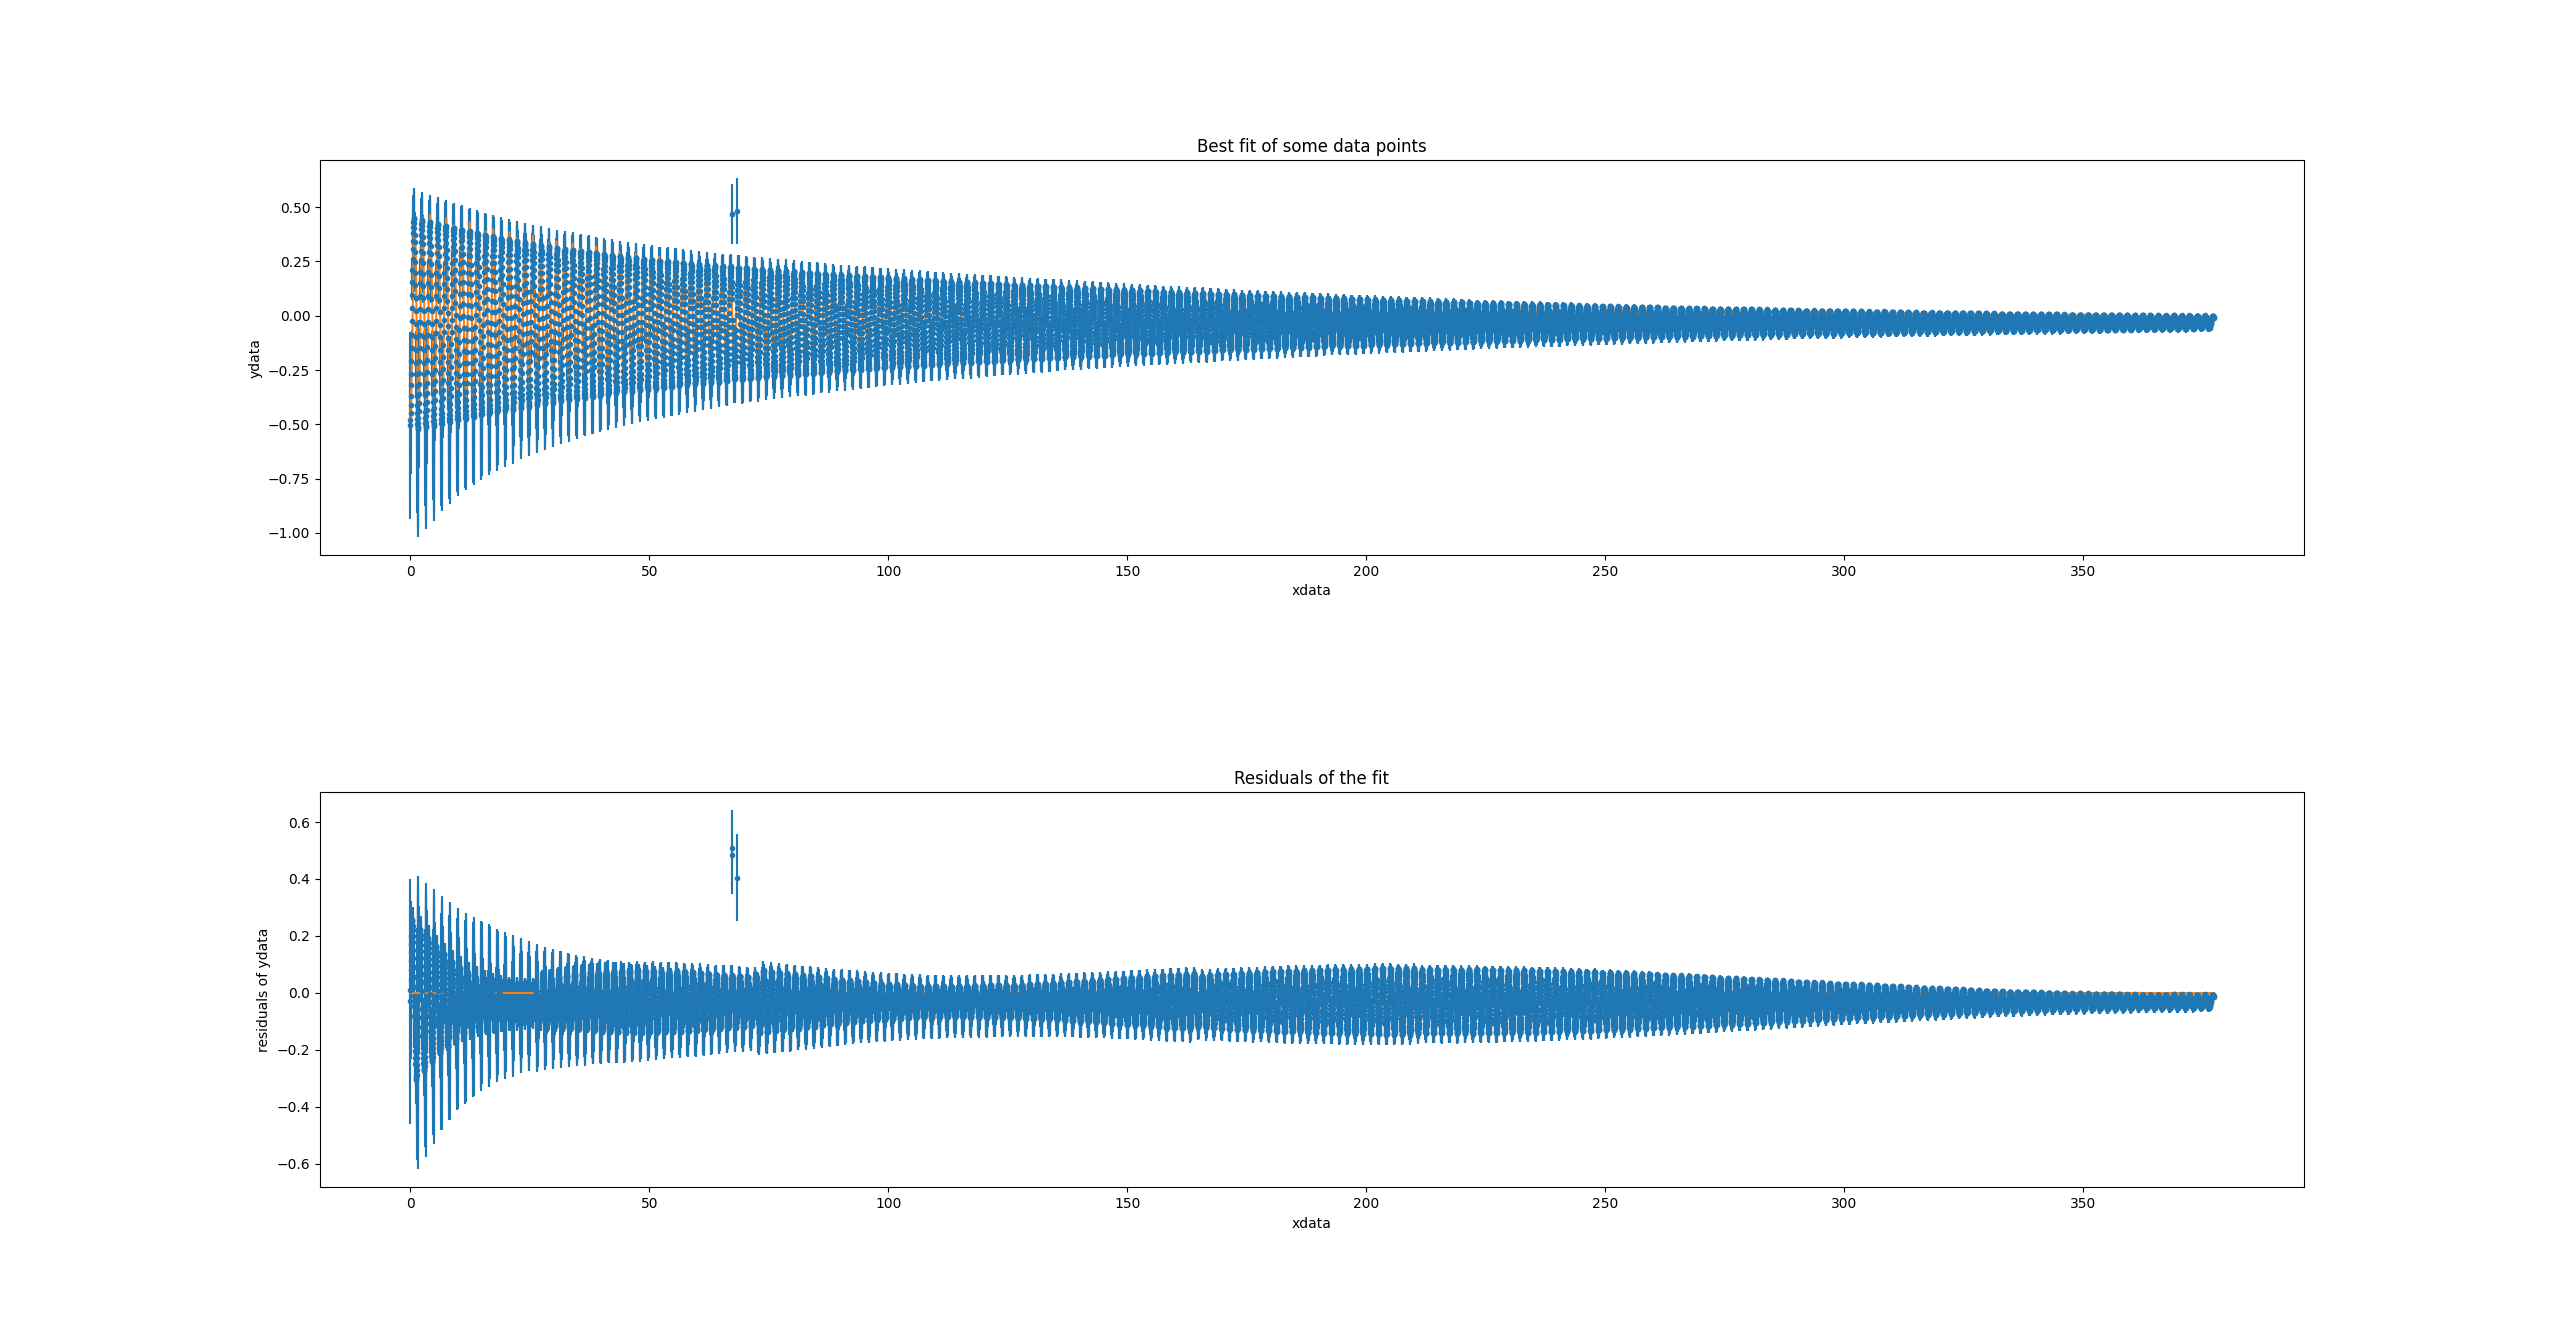 Best fit of some data points
ydata
0.50
0.25
0.00
−0.25
−0.50
−0.75
−1.00
0 50 100 150 200 250 300 350
xdata
Residuals of the fit
residuals of ydata
0.6
0.4
0.2
0.0
−0.2
−0.4
−0.6
0 50 100 150 200 250 300 350
xdata